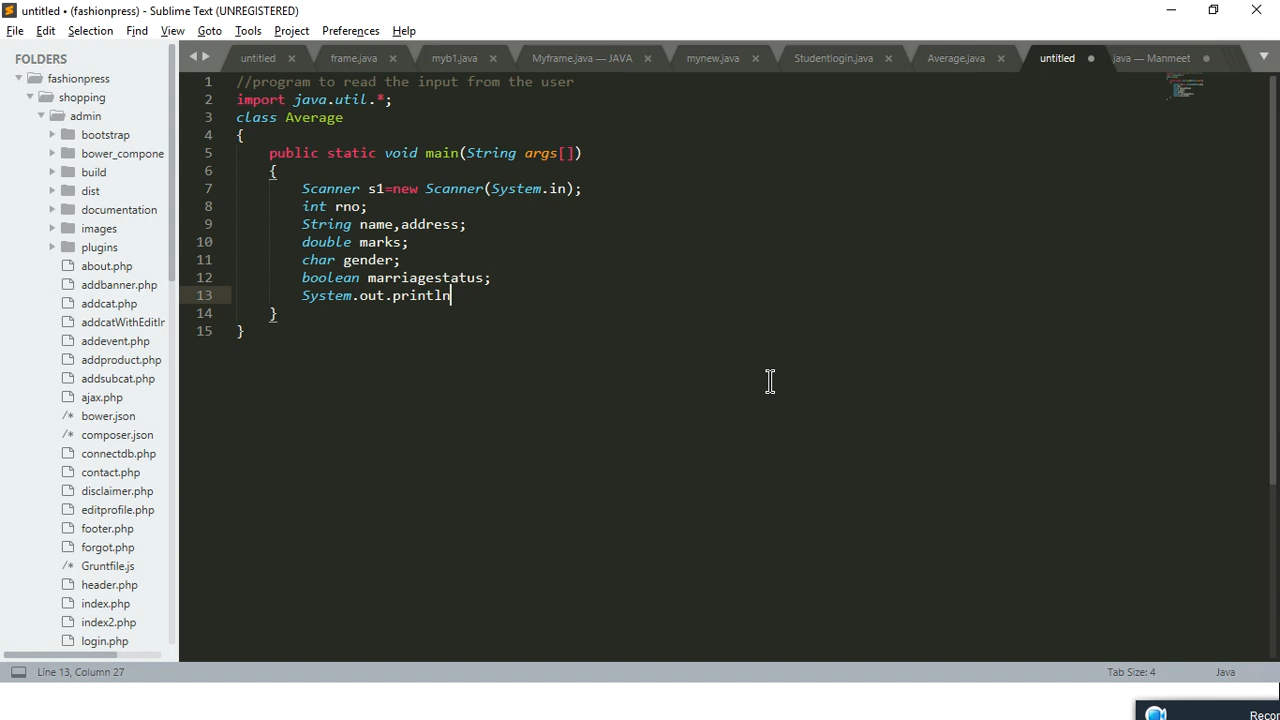 untitled • (fashionpress) - Sublime Text (UNREGISTERED)
File Edit Selection Find View Goto Tools Project Preferences Help
FOLDERS
fashionpress
shopping
admin
bootstrap
bower_compone
build
dist
documentation
images
plugins
about.php
addbanner.php
addcat.php
addcatWithEditIr
addevent.php
addproduct.php
addsubcat.php
ajax.php
/* bower.json
/* composer.json
connectdb.php
contact.php
disclaimer.php
editprofile.php
footer.php
forgot.php
/* Gruntfile.js
header.php
index.php
index2.php
login.php
untitled frame.java myb1.java Myframe.java — JAVA mynew.java Studentlogin.java Average.java untitled java — Manmeet
1 //program to read the input from the user
2 import java.util.*;
3 class Average
4 {
5 public static void main(String args[])
6 {
7 Scanner s1=new Scanner(System.in);
8 int rno;
9 String name,address;
10 double marks;
11 char gender;
12 boolean marriagestatus;
13 System.out.println
14 }
15 }
Line 13, Column 27
Tab Size: 4
Java
Recor